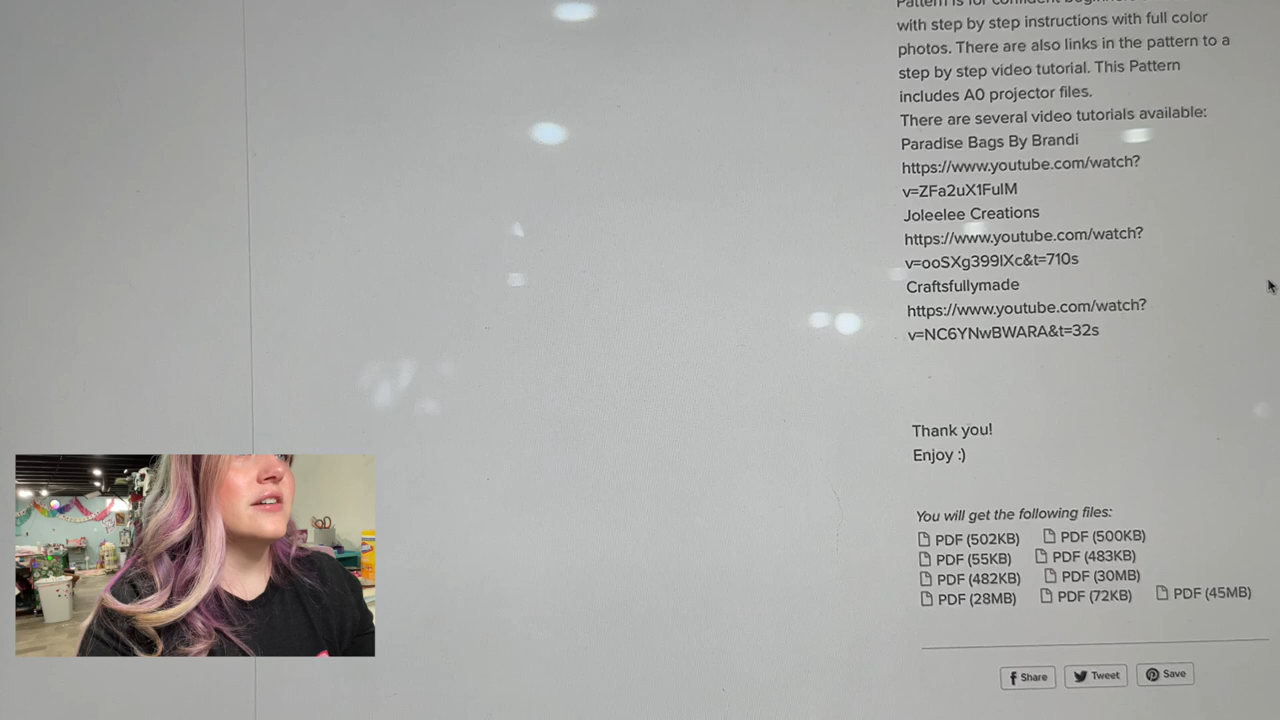 with step by step instructions with full color
photos. There are also links in the pattern to a
step by step video tutorial. This Pattern
includes A0 projector files.
There are several video tutorials available:
Paradise Bags By Brandi
https://www.youtube.com/watch?
v=ZFa2uX1FulM
Joleelee Creations
https://www.youtube.com/watch?
v=ooSXg399IXc&t=710s
Craftsfullymade
https://www.youtube.com/watch?
v=NC6YNwBWARA&t=32s
Thank you!
Enjoy :)
You will get the following files:
PDF (502KB) PDF (500KB)
PDF (55KB) PDF (483KB)
PDF (482KB) PDF (30MB)
PDF (28MB) PDF (72KB) PDF (45MB)
Share Tweet Save